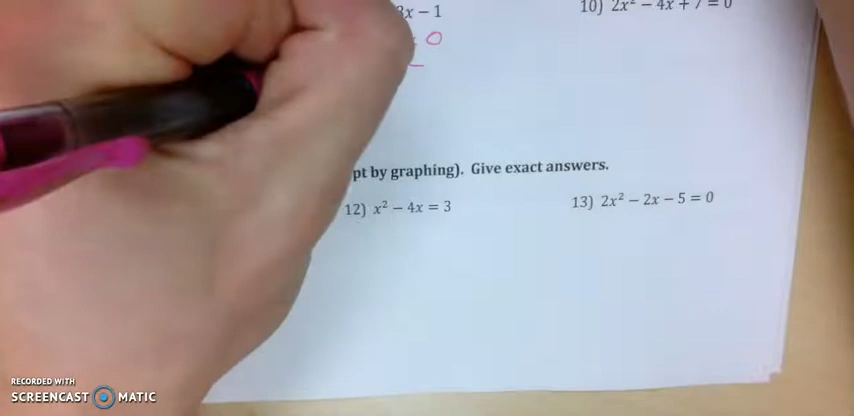 3x − 1
10) 2x² − 4x + 7 = 0
0
pt by graphing). Give exact answers.
12) x² − 4x = 3
13) 2x² − 2x − 5 = 0
RECORDED WITH
SCREENCAST MATIC